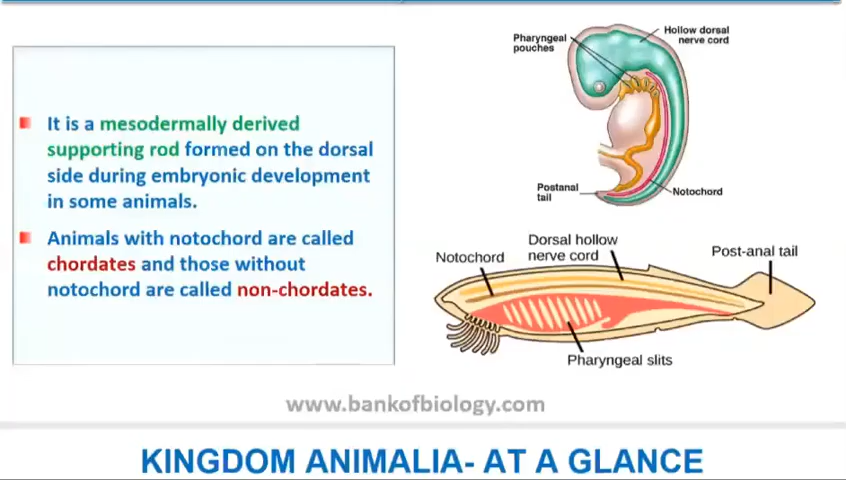 It is a mesodermally derived
supporting rod formed on the dorsal
side during embryonic development
in some animals.
Animals with notochord are called
chordates and those without
notochord are called non-chordates.
Pharyngeal
pouches
Hollow dorsal
nerve cord
Postanal
tail
Notochord
Notochord
Dorsal hollow
nerve cord
Post-anal tail
Pharyngeal slits
www.bankofbiology.com
KINGDOM ANIMALIA- AT A GLANCE